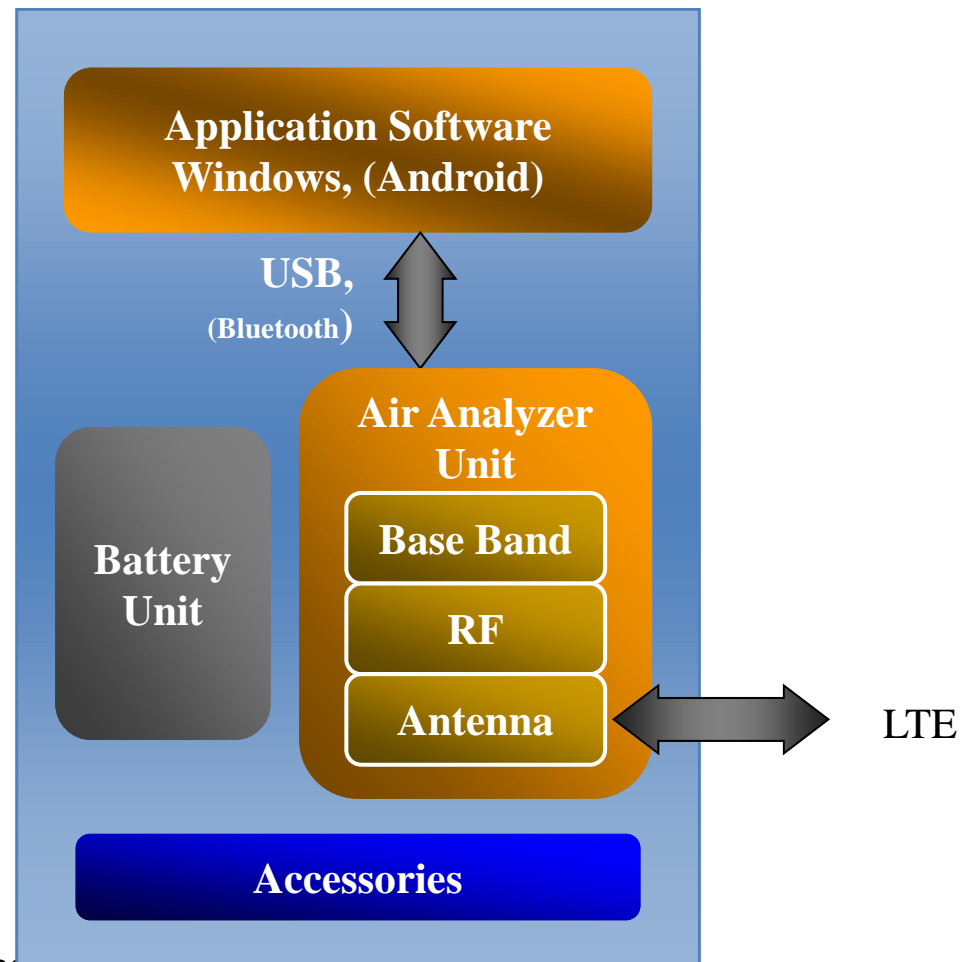 Application Software
Windows, (Android)
USB,
(Bluetooth)
Air Analyzer
Unit
Base Band
Battery
Unit
RF
Antenna
LTE
Accessories